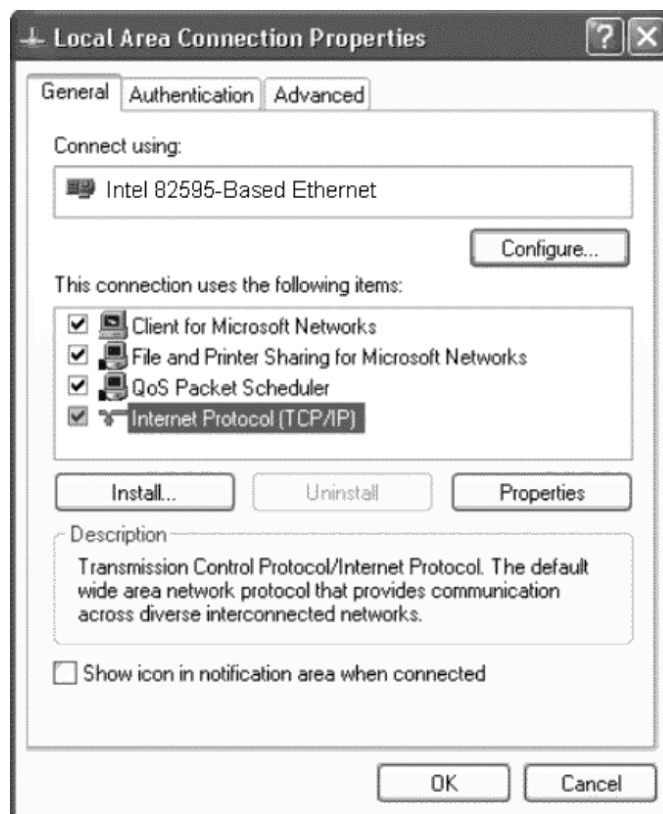 Local Area Connection Properties
General Authentication Advanced
Connect using:
Intel 82595-Based Ethernet
Configure...
This connection uses the following items:
Client for Microsoft Networks
File and Printer Sharing for Microsoft Networks
QoS Packet Scheduler
Internet Protocol (TCP/IP)
Install... Uninstall Properties
Description
Transmission Control Protocol/Internet Protocol. The default
wide area network protocol that provides communication
across diverse interconnected networks.
Show icon in notification area when connected
OK Cancel